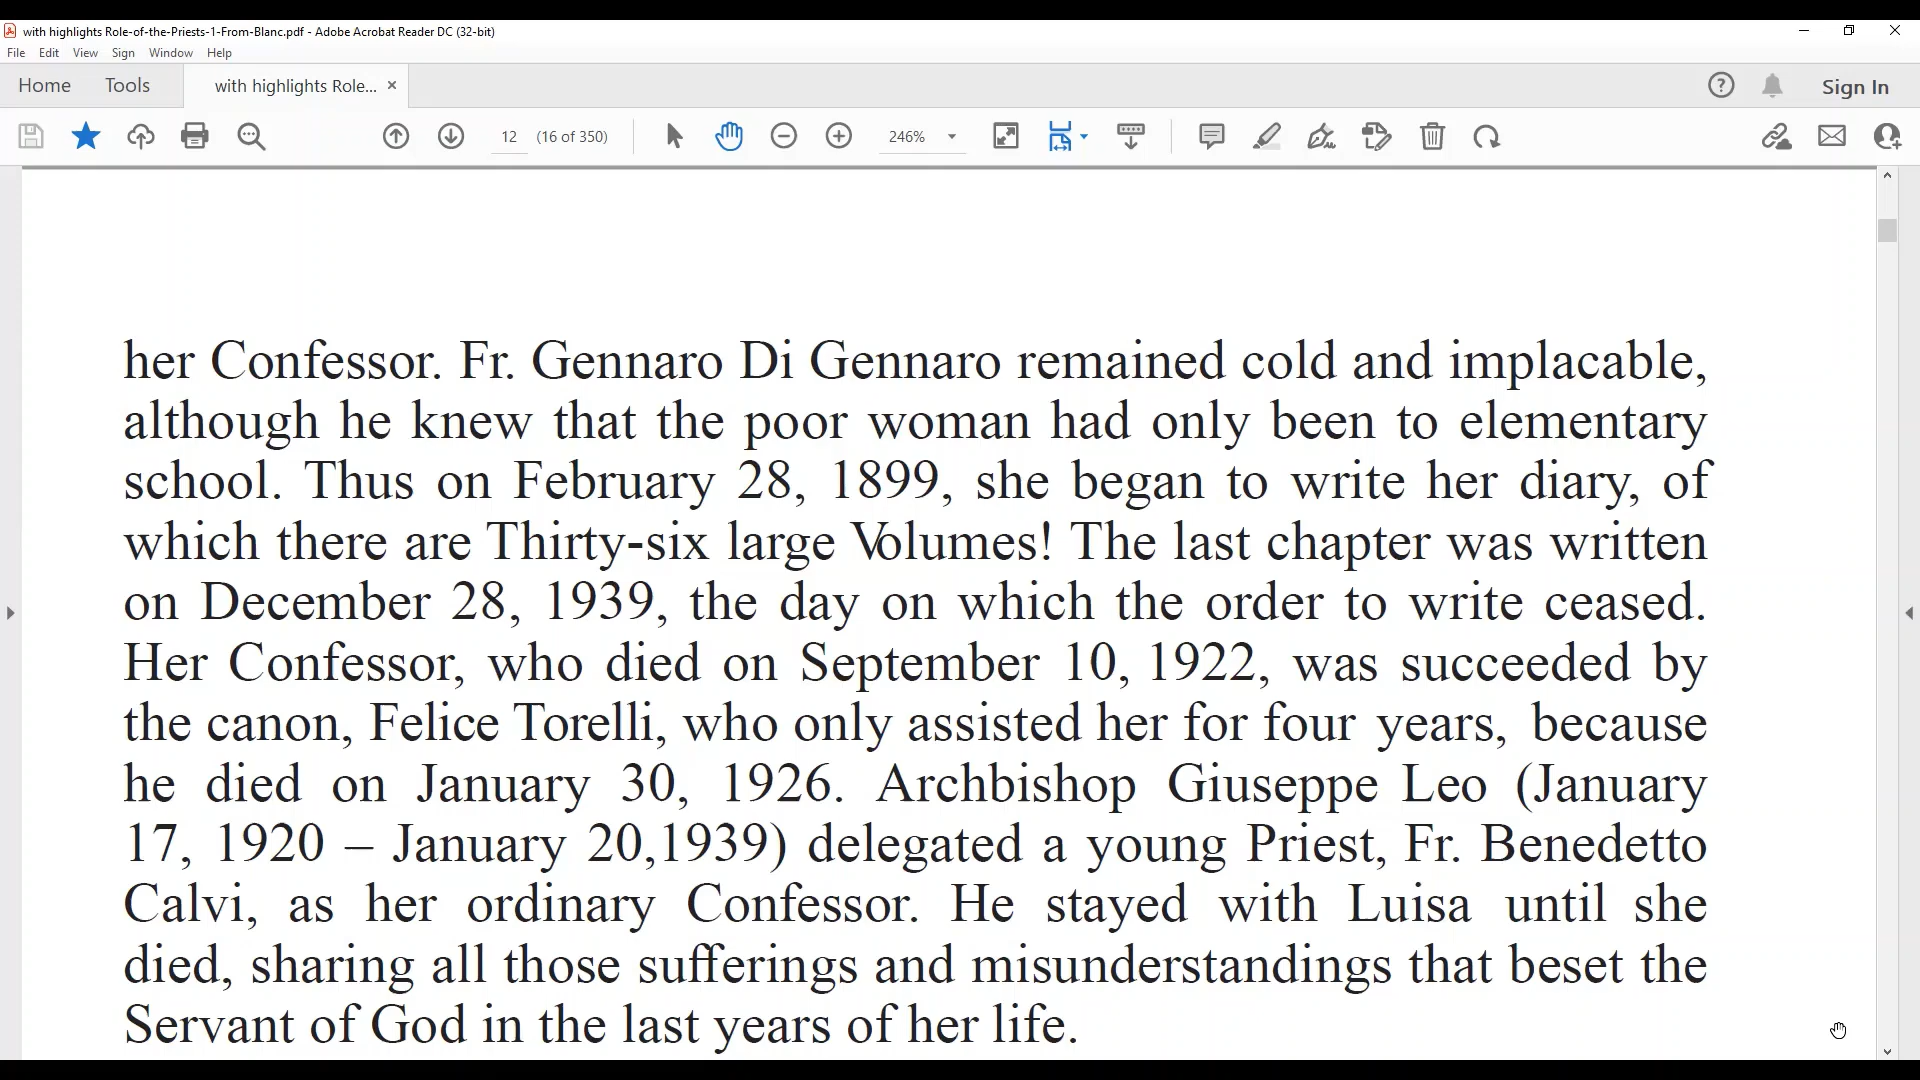 with highlights Role-of-the-Priests-1-From-Blanc.pdf - Adobe Acrobat Reader DC (32-bit)
File Edit View Sign Window Help
Home Tools with highlights Role... × Sign In
12 (16 of 350) 246%
her Confessor. Fr. Gennaro Di Gennaro remained cold and implacable,
although he knew that the poor woman had only been to elementary
school. Thus on February 28, 1899, she began to write her diary, of
which there are Thirty-six large Volumes! The last chapter was written
on December 28, 1939, the day on which the order to write ceased.
Her Confessor, who died on September 10, 1922, was succeeded by
the canon, Felice Torelli, who only assisted her for four years, because
he died on January 30, 1926. Archbishop Giuseppe Leo (January
17, 1920 – January 20,1939) delegated a young Priest, Fr. Benedetto
Calvi, as her ordinary Confessor. He stayed with Luisa until she
died, sharing all those sufferings and misunderstandings that beset the
Servant of God in the last years of her life.